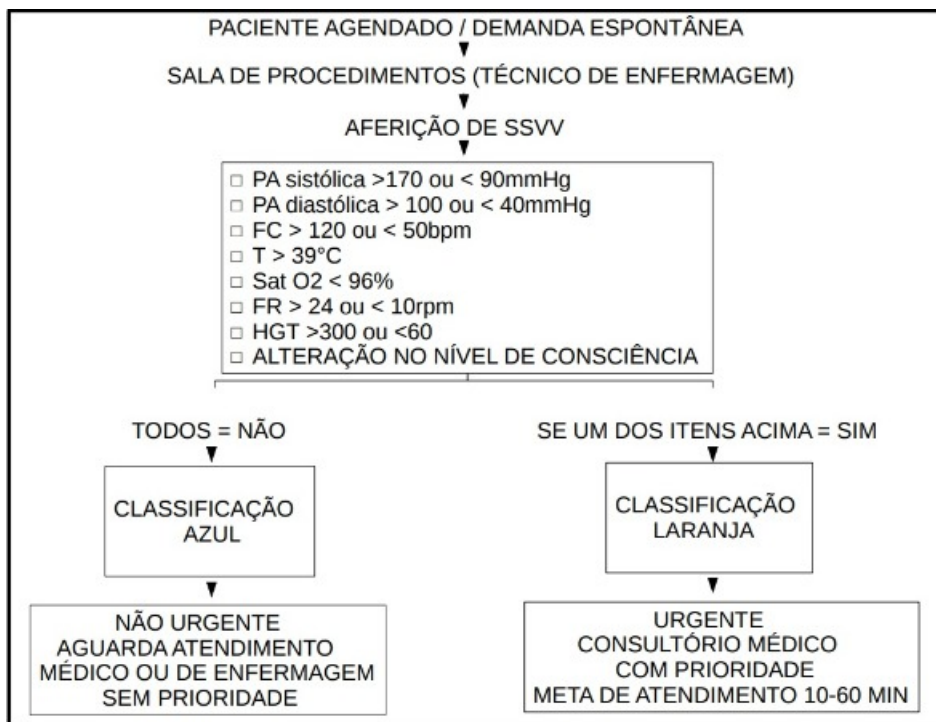 PACIENTE AGENDADO / DEMANDA ESPONTÂNEA
SALA DE PROCEDIMENTOS (TÉCNICO DE ENFERMAGEM)
AFERIÇÃO DE SSVV
□ PA sistólica >170 ou < 90mmHg
□ PA diastólica > 100 ou < 40mmHg
□ FC > 120 ou < 50bpm
□ T > 39°C
□ Sat O2 < 96%
□ FR > 24 ou < 10rpm
□ HGT >300 ou <60
□ ALTERAÇÃO NO NÍVEL DE CONSCIÊNCIA
TODOS = NÃO
CLASSIFICAÇÃO
AZUL
NÃO URGENTE
AGUARDA ATENDIMENTO
MÉDICO OU DE ENFERMAGEM
SEM PRIORIDADE
SE UM DOS ITENS ACIMA = SIM
CLASSIFICAÇÃO
LARANJA
URGENTE
CONSULTÓRIO MÉDICO
COM PRIORIDADE
META DE ATENDIMENTO 10-60 MIN